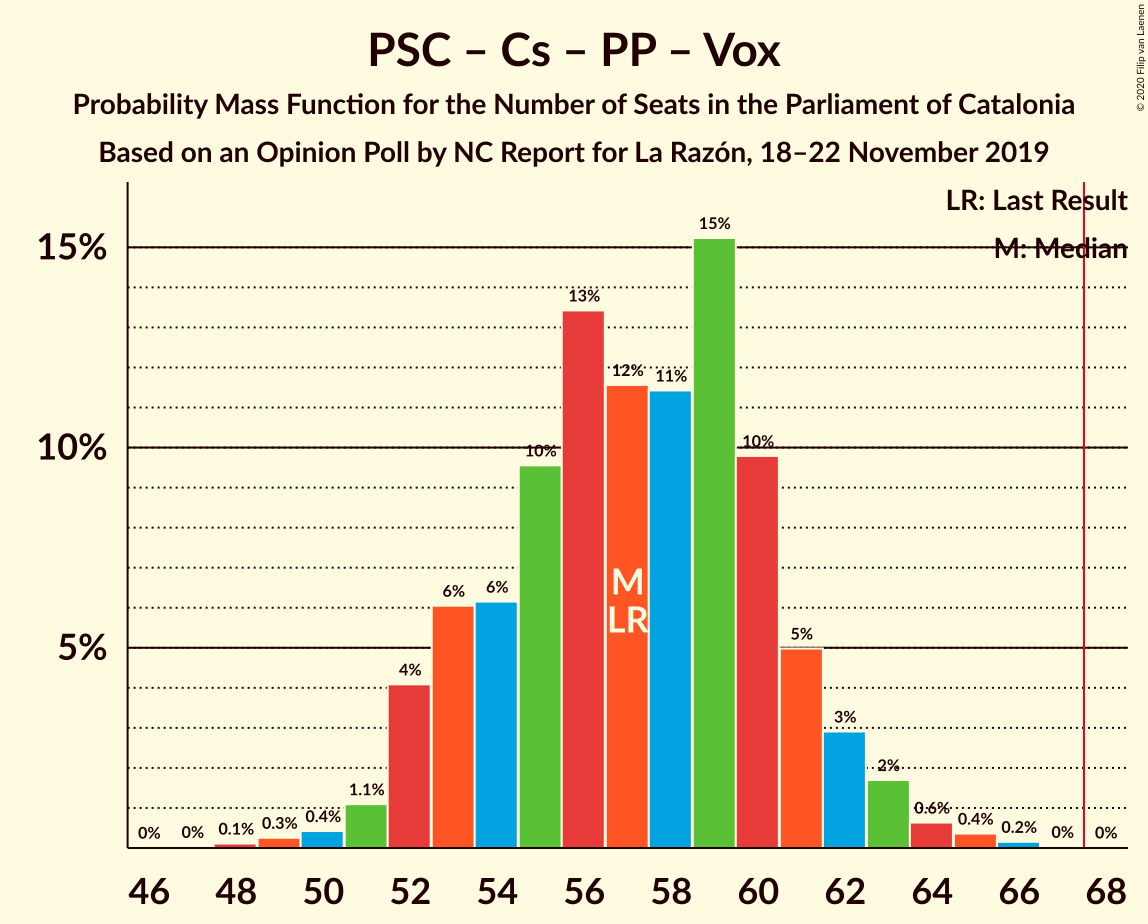 PSC – Cs – PP – Vox
Probability Mass Function for the Number of Seats in the Parliament of Catalonia
Based on an Opinion Poll by NC Report for La Razón, 18–22 November 2019
© 2020 Filip van Laenen
LR: Last Result
M: Median
15%
10%
5%
0%
0%
0.1%
0.3%
0.4%
1.1%
4%
6%
6%
10%
13%
12%
11%
15%
10%
5%
3%
2%
0.6%
0.4%
0.2%
0%
0%
M
LR
46 48 50 52 54 56 58 60 62 64 66 68